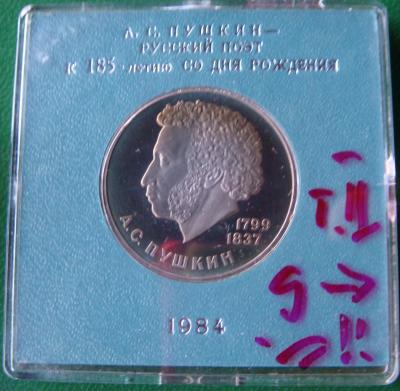 А. С. ПУШКИН—
РУССКИЙ ПОЭТ
К 185-летию СО ДНЯ РОЖДЕНИЯ
1799
1837
А.С.ПУШКИН
1984